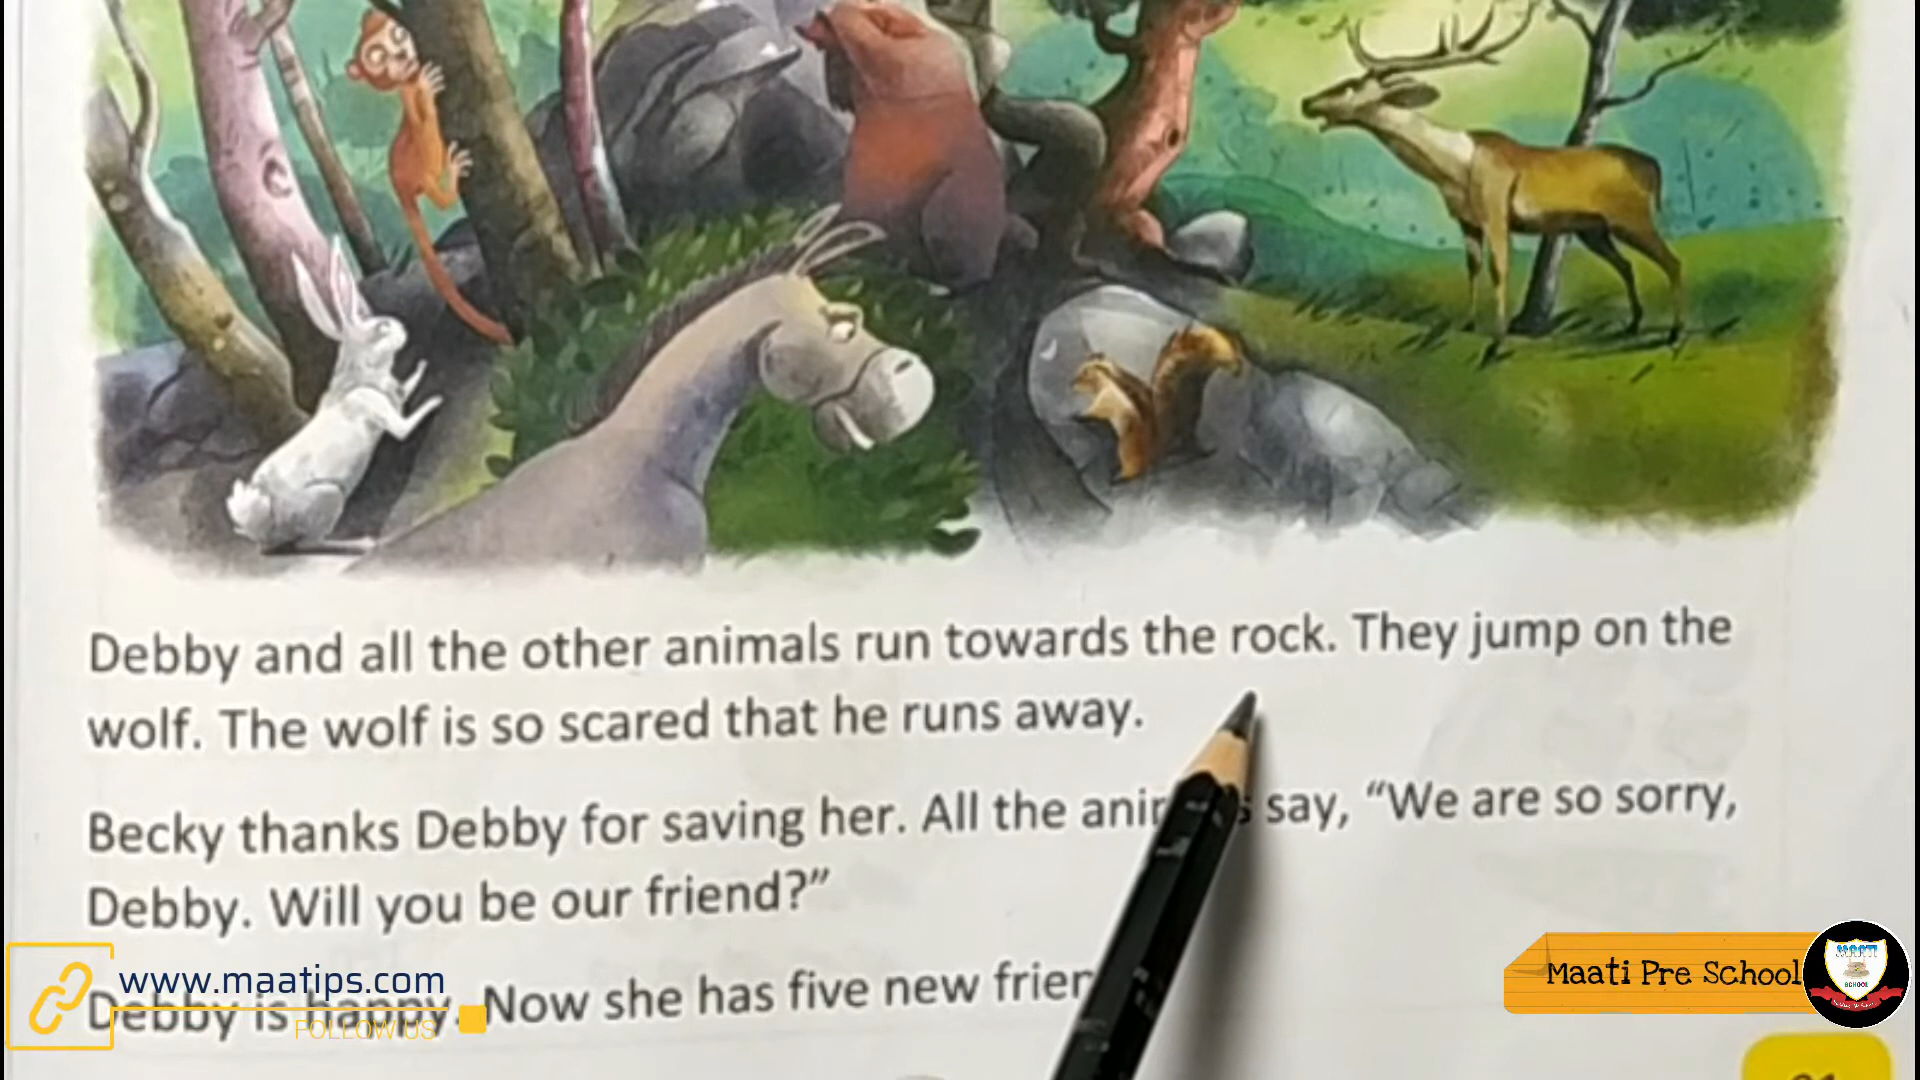 Debby and all the other animals run towards the rock. They jump on the
wolf. The wolf is so scared that he runs away.
Becky thanks Debby for saving her. All the say, “We are so sorry,
Debby. Will you be our friend?”
Debby is happy. Now she has five new
www.maatips.com
FOLLOW US
Maati Pre School
MAATI
SCHOOL